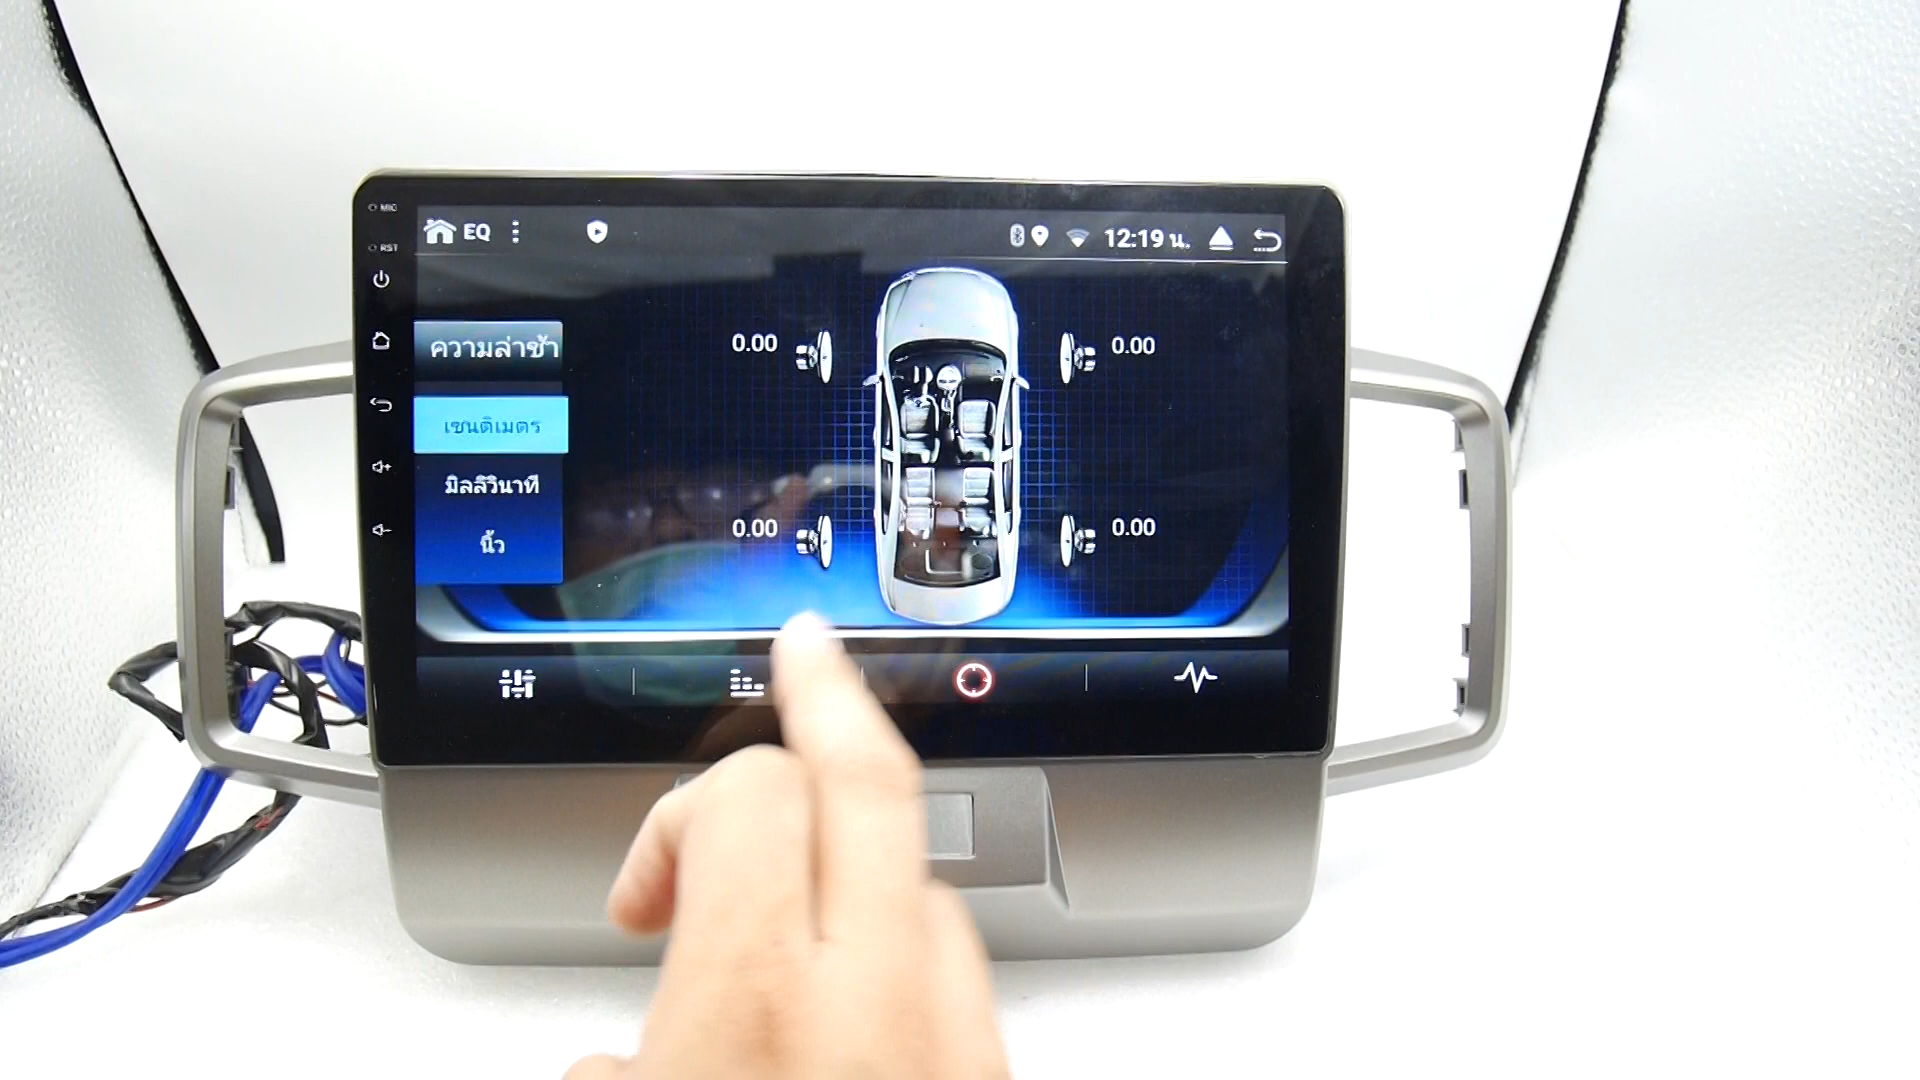 MIC
RST
EQ
12:19 น.
ความล่าช้า
เซนติเมตร
มิลลิวินาที
นิ้ว
0.00
0.00
0.00
0.00